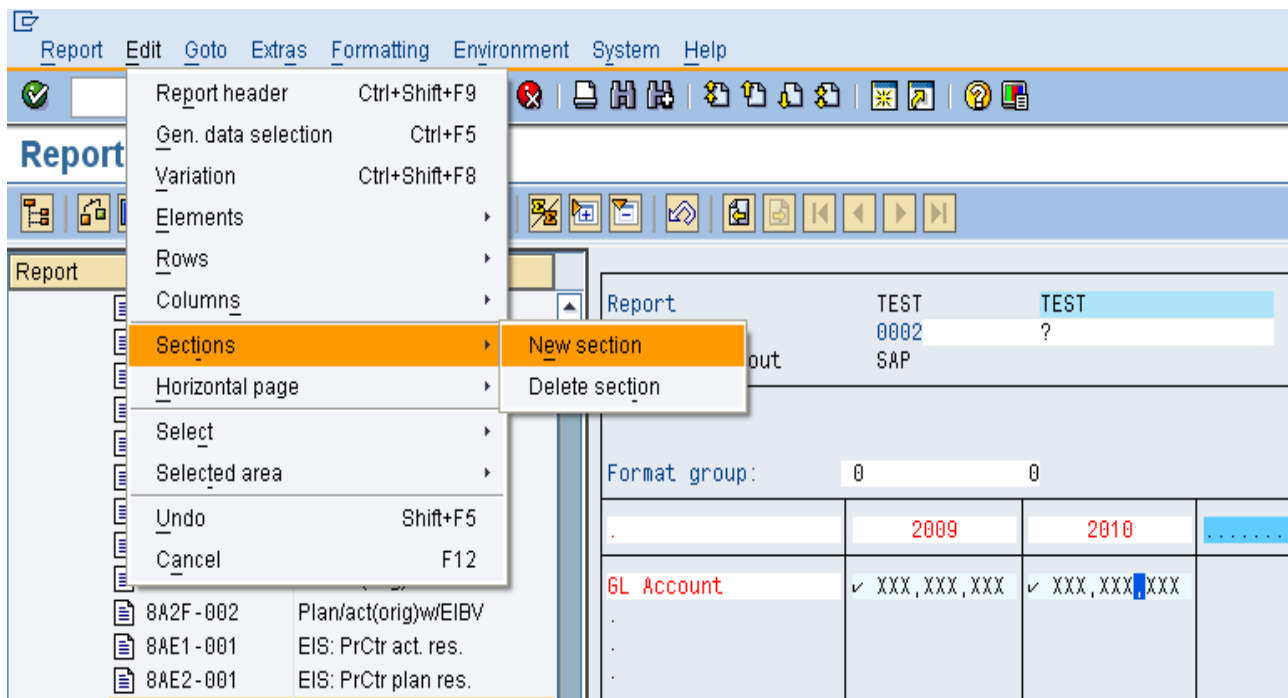 Report Edit Goto Extras Formatting Environment System Help
Report header Ctrl+Shift+F9
Gen. data selection Ctrl+F5
Report
Variation Ctrl+Shift+F8
Elements
Rows
Columns
Sections
Horizontal page
Select
Selected area
Undo Shift+F5
Cancel F12
New section
Delete section
Report
8A2F-002 Plan/act(orig)w/EIBV
8AE1-001 EIS: PrCtr act. res.
8AE2-001 EIS: PrCtr plan res.
Report TEST TEST
0002 ?
out SAP
Format group: 0 0
. 2009 2010 .......
GL Account XXX,XXX,XXX XXX,XXX,XXX
.
.
.